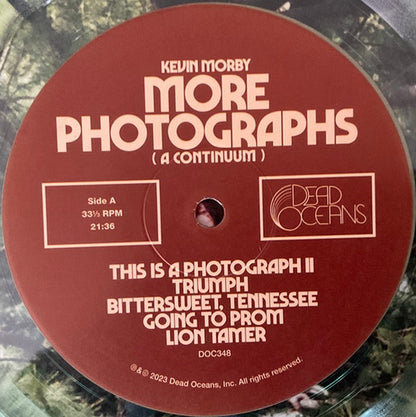 KEVIN MORBY
MORE
PHOTOGRAPHS
( A CONTINUUM )
Side A
33⅓ RPM
21:36
DEAD
OCEANS
THIS IS A PHOTOGRAPH II
TRIUMPH
BITTERSWEET, TENNESSEE
GOING TO PROM
LION TAMER
DOC348
℗&© 2023 Dead Oceans, Inc. All rights reserved.